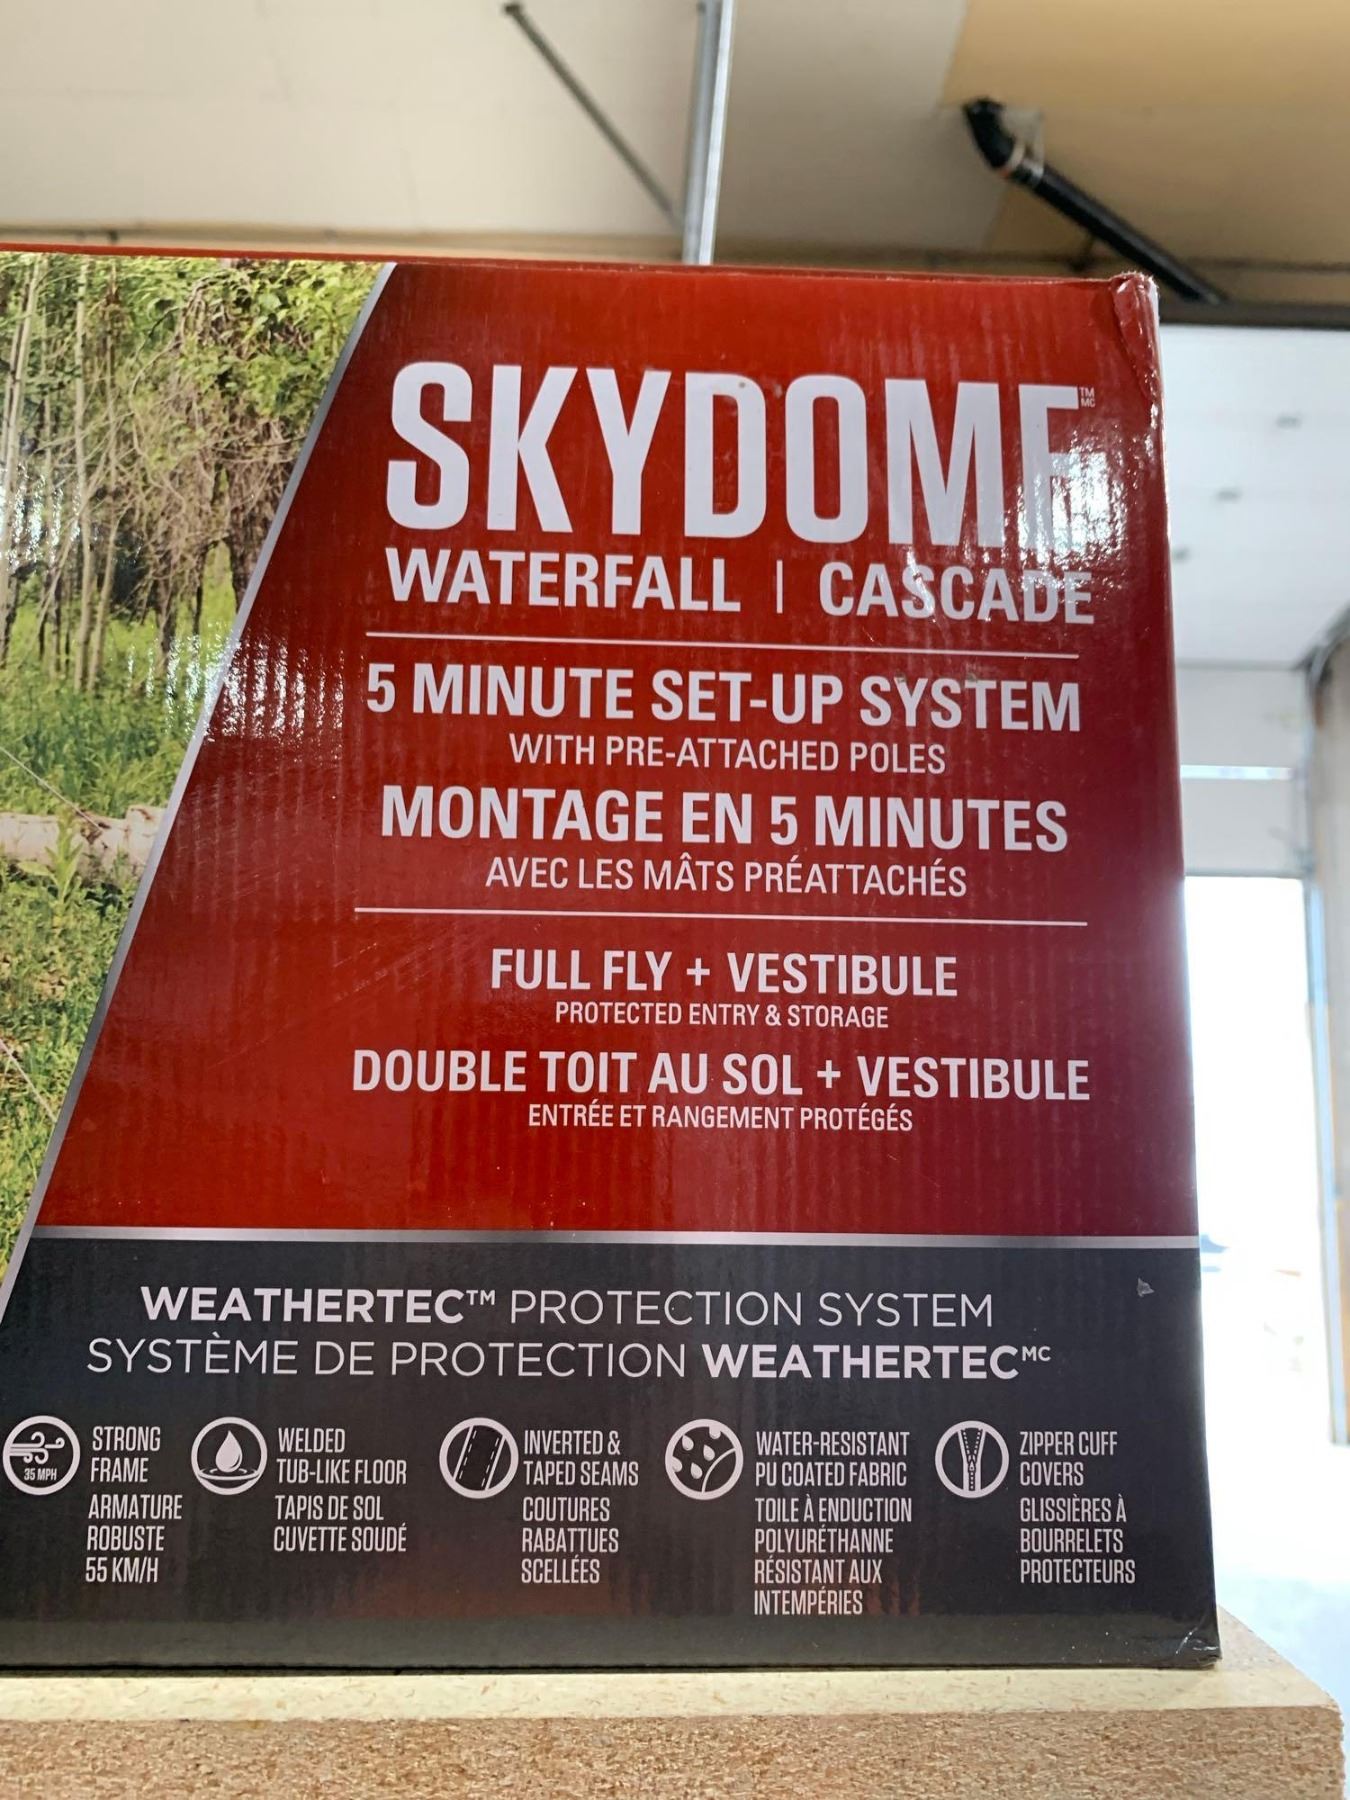 SKYDOME™ MC
WATERFALL | CASCADE
5 MINUTE SET-UP SYSTEM
WITH PRE-ATTACHED POLES
MONTAGE EN 5 MINUTES
AVEC LES MÂTS PRÉATTACHÉS
FULL FLY + VESTIBULE
PROTECTED ENTRY & STORAGE
DOUBLE TOIT AU SOL + VESTIBULE
ENTRÉE ET RANGEMENT PROTÉGÉS
WEATHERTEC™ PROTECTION SYSTEM
SYSTÈME DE PROTECTION WEATHERTEC MC
35 MPH
STRONG
FRAME
ARMATURE
ROBUSTE
55 KM/H
WELDED
TUB-LIKE FLOOR
TAPIS DE SOL
CUVETTE SOUDÉ
INVERTED &
TAPED SEAMS
COUTURES
RABATTUES
SCELLÉES
WATER-RESISTANT
PU COATED FABRIC
TOILE À ENDUCTION
POLYURÉTHANNE
RÉSISTANT AUX
INTEMPÉRIES
ZIPPER CUFF
COVERS
GLISSIÈRES À
BOURRELETS
PROTECTEURS